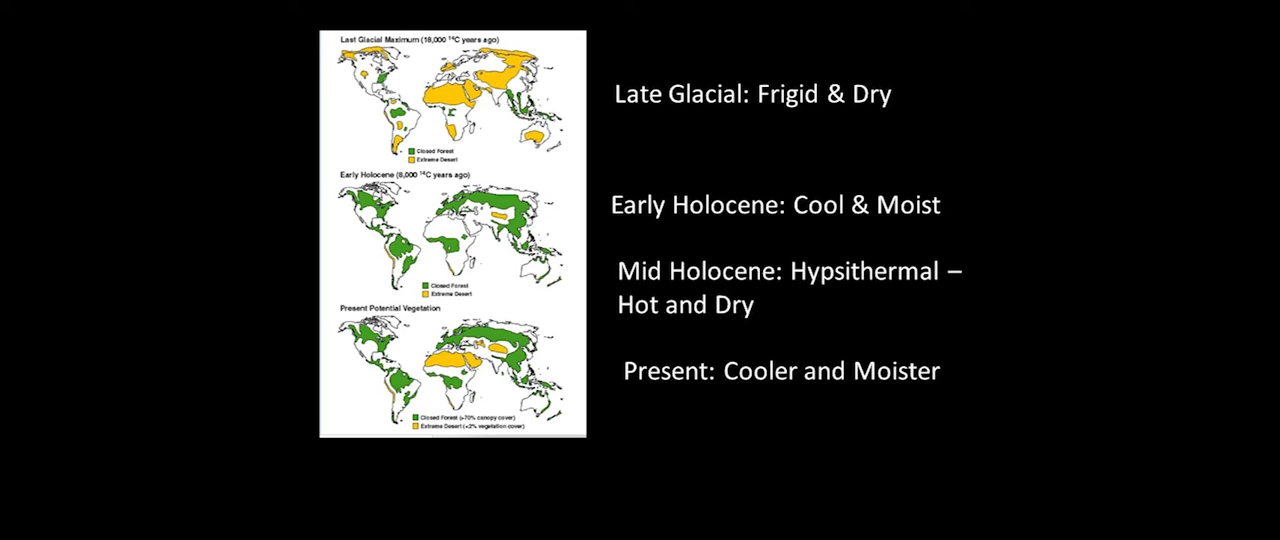 Last Glacial Maximum (18,000 ¹⁴C years ago)
Closed Forest
Extreme Desert
Late Glacial: Frigid & Dry
Early Holocene (8,000 ¹⁴C years ago)
Closed Forest
Extreme Desert
Early Holocene: Cool & Moist
Mid Holocene: Hypsithermal –
Hot and Dry
Present Potential Vegetation
Closed Forest (>70% canopy cover)
Extreme Desert (<2% vegetation cover)
Present: Cooler and Moister